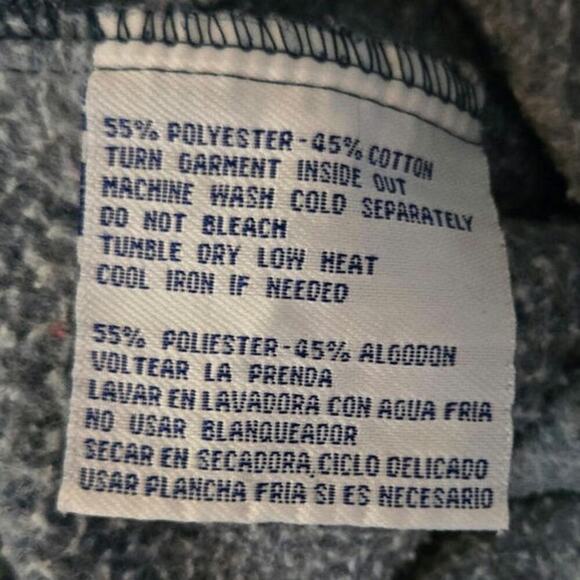 55% POLYESTER-45% COTTON
TURN GARMENT INSIDE OUT
MACHINE WASH COLD SEPARATELY
DO NOT BLEACH
TUMBLE DRY LOW HEAT
COOL IRON IF NEEDED
55% POLIESTER-45% ALGODON
VOLTEAR LA PRENDA
LAVAR EN LAVADORA CON AGUA FRIA
NO USAR BLANQUEADOR
SECAR EN SECADORA, CICLO DELICADO
USAR PLANCHA FRIA SI ES NECESARIO